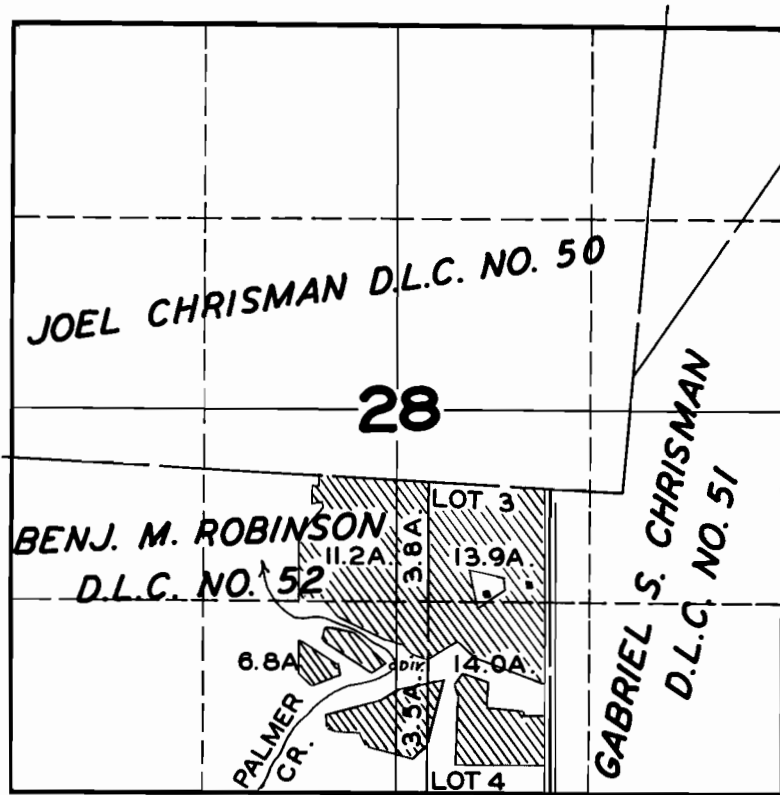 JOEL CHRISMAN D.L.C. NO. 50
28
GABRIEL S. CHRISMAN
D.L.C. NO. 51
LOT 3
BENJ. M. ROBINSON
D.L.C. NO. 52
11.2A.
3.8A.
13.9A.
6.8A
DIV.
14.0A.
3.5A.
PALMER
CR.
LOT 4